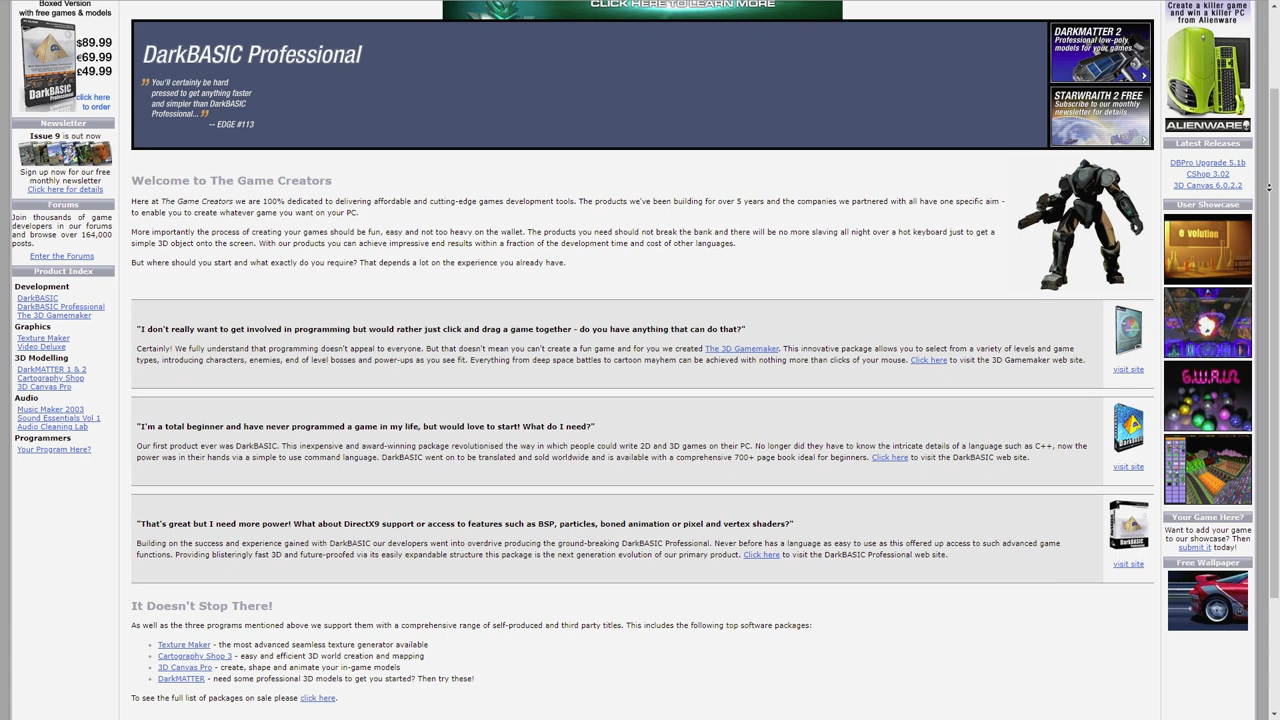 Boxed Version
with free games & models
$89.99
€69.99
£49.99
DarkBASIC
click here
to order
Newsletter
Issue 9 is out now
Sign up now for our free
monthly newsletter
Click here for details
Forums
Join thousands of game
developers in our forums
and browse over 164,000
posts.
Enter the Forums
Product Index
Development
DarkBASIC
DarkBASIC Professional
The 3D Gamemaker
Graphics
Texture Maker
Video Deluxe
3D Modelling
DarkMATTER 1 & 2
Cartography Shop
3D Canvas Pro
Audio
Music Maker 2003
Sound Essentials Vol 1
Audio Cleaning Lab
Programmers
Your Program Here?
CLICK HERE TO LEARN MORE
DarkBASIC Professional
"You'll certainly be hard
pressed to get anything faster
and simpler than DarkBASIC
Professional..."
-- EDGE #113
DARKMATTER 2
Professional low-poly
models for your games
STARWRAITH 2 FREE
Subscribe to our monthly
newsletter for details
Welcome to The Game Creators
Here at The Game Creators we are 100% dedicated to delivering affordable and cutting-edge games development tools. The products we've been building for over 5 years and the companies we partnered with all have one specific aim -
to enable you to create whatever game you want on your PC.
More importantly the process of creating your games should be fun, easy and not too heavy on the wallet. The products you need should not break the bank and there will be no more slaving all night over a hot keyboard just to get a
simple 3D object onto the screen. With our products you can achieve impressive end results within a fraction of the development time and cost of other languages.
But where should you start and what exactly do you require? That depends a lot on the experience you already have.
"I don't really want to get involved in programming but would rather just click and drag a game together - do you have anything that can do that?"
Certainly! We fully understand that programming doesn't appeal to everyone. But that doesn't mean you can't create a fun game and for you we created The 3D Gamemaker. This innovative package allows you to select from a variety of levels and game
types, introducing characters, enemies, end of level bosses and power-ups as you see fit. Everything from deep space battles to cartoon mayhem can be achieved with nothing more than clicks of your mouse. Click here to visit the 3D Gamemaker web site.
visit site
"I'm a total beginner and have never programmed a game in my life, but would love to start! What do I need?"
Our first product ever was DarkBASIC. This inexpensive and award-winning package revolutionised the way in which people could write 2D and 3D games on their PC. No longer did they have to know the intricate details of a language such as C++, now the
power was in their hands via a simple to use command language. DarkBASIC went on to be translated and sold worldwide and is available with a comprehensive 700+ page book ideal for beginners. Click here to visit the DarkBASIC web site.
visit site
"That's great but I need more power! What about DirectX9 support or access to features such as BSP, particles, boned animation or pixel and vertex shaders?"
Building on the success and experience gained with DarkBASIC our developers went into overdrive and created the ground-breaking DarkBASIC Professional. Never before has a language as easy to use as this offered up access to such advanced game
functions. Providing blisteringly fast 3D and future-proofed via its easily expandable structure this package is the next generation evolution of our primary product. Click here to visit the DarkBASIC Professional web site.
visit site
It Doesn't Stop There!
As well as the three programs mentioned above we support them with a comprehensive range of self-produced and third party titles. This includes the following top software packages:
Texture Maker - the most advanced seamless texture generator available
Cartography Shop 3 - easy and efficient 3D world creation and mapping
3D Canvas Pro - create, shape and animate your in-game models
DarkMATTER - need some professional 3D models to get you started? Then try these!
To see the full list of packages on sale please click here.
Create a killer game
and win a killer PC
from Alienware
ALIENWARE
Latest Releases
DBPro Upgrade 5.1b
CShop 3.02
3D Canvas 6.0.2.2
User Showcase
e volution
S.W.A.R.M
Your Game Here?
Want to add your game
to our showcase? Then
submit it today!
Free Wallpaper